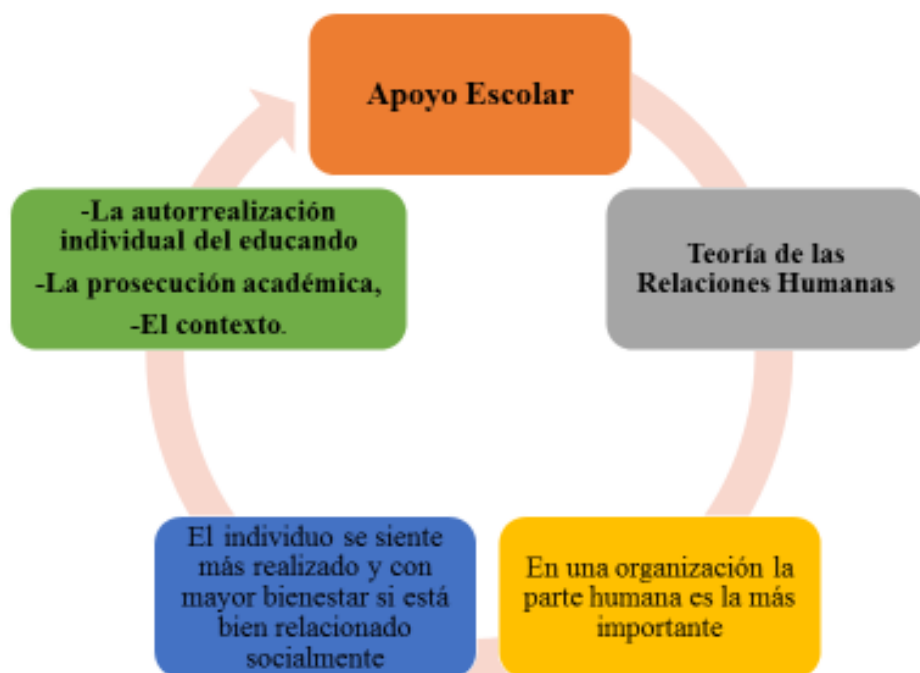 Apoyo Escolar
Teoría de las
Relaciones Humanas
En una organización la
parte humana es la más
importante
El individuo se siente
más realizado y con
mayor bienestar si está
bien relacionado
socialmente
-La autorrealización
individual del educando
-La prosecución académica,
-El contexto.